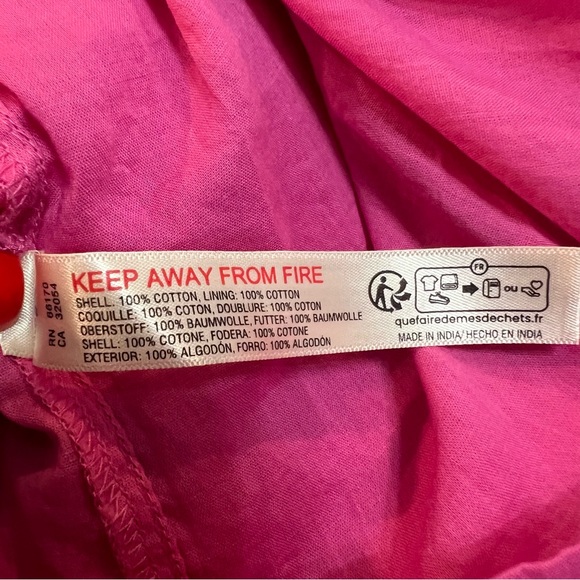 RN 08170
CA 32054
KEEP AWAY FROM FIRE
SHELL: 100% COTTON, LINING: 100% COTTON
COQUILLE: 100% COTON, DOUBLURE: 100% COTON
OBERSTOFF: 100% BAUMWOLLE, FUTTER: 100% BAUMWOLLE
SHELL: 100% COTONE, FODERA: 100% COTONE
EXTERIOR: 100% ALGODÓN, FORRO: 100% ALGODÓN
FR
OU
quefairedemesdechets.fr
MADE IN INDIA/ HECHO EN INDIA